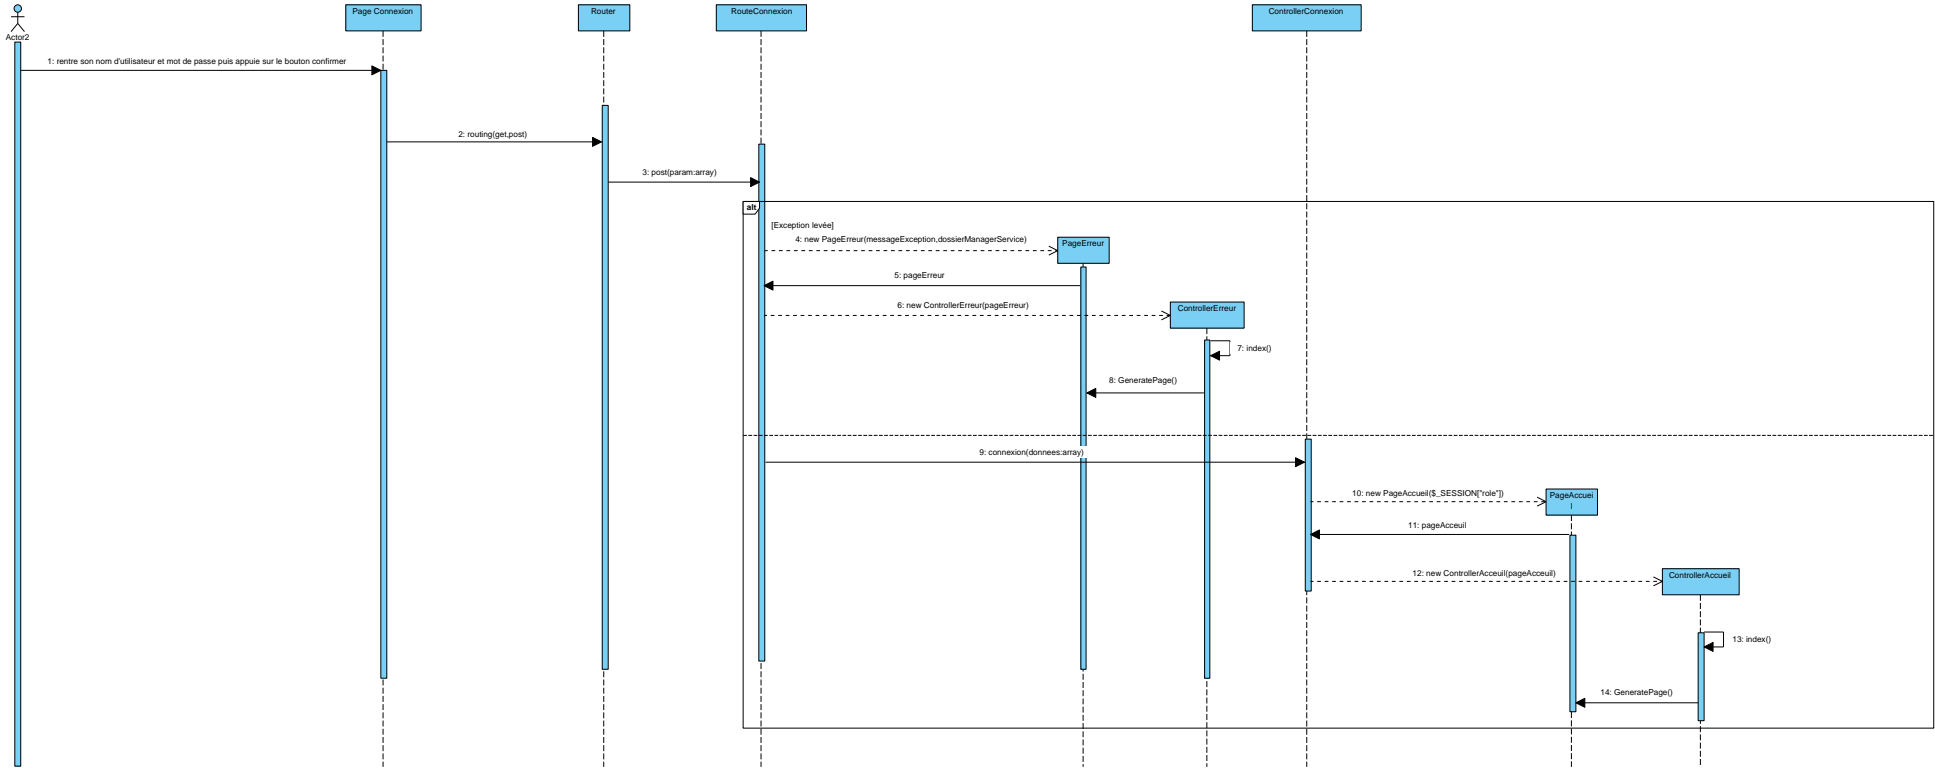 Actor2
Page Connexion
Router
RouteConnexion
ControllerConnexion
1: rentre son nom d'utilisateur et mot de passe puis appuie sur le bouton confirmer
2: routing(get,post)
3: post(param:array)
alt
[Exception levée]
4: new PageErreur(messageException,dossierManagerService)
PageErreur
5: pageErreur
6: new ControllerErreur(pageErreur)
ControllerErreur
7: index()
8: GeneratePage()
9: connexion(donnees:array)
10: new PageAccueil($_SESSION["role"])
PageAccuei
l
11: pageAcceuil
12: new ControllerAcceuil(pageAcceuil)
ControllerAccueil
13: index()
14: GeneratePage()